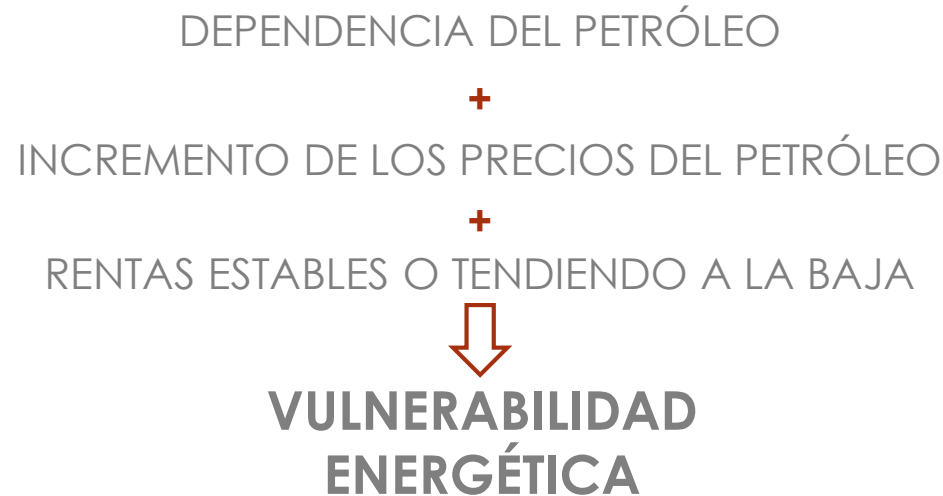 DEPENDENCIA DEL PETRÓLEO
+
INCREMENTO DE LOS PRECIOS DEL PETRÓLEO
+
RENTAS ESTABLES O TENDIENDO A LA BAJA
VULNERABILIDAD
ENERGÉTICA